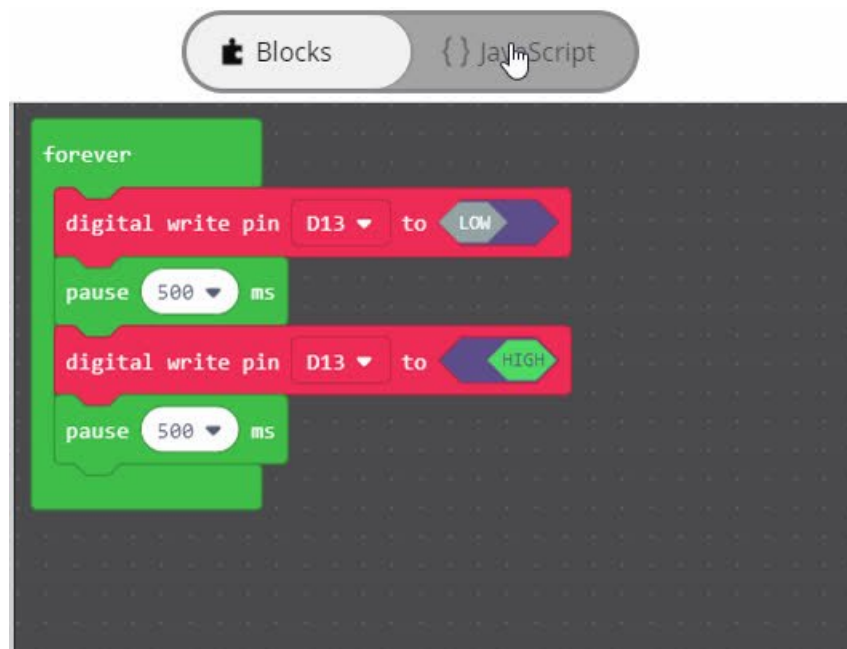 Blocks
{ } JavaScript
forever
digital write pin D13 to LOW
pause 500 ms
digital write pin D13 to HIGH
pause 500 ms